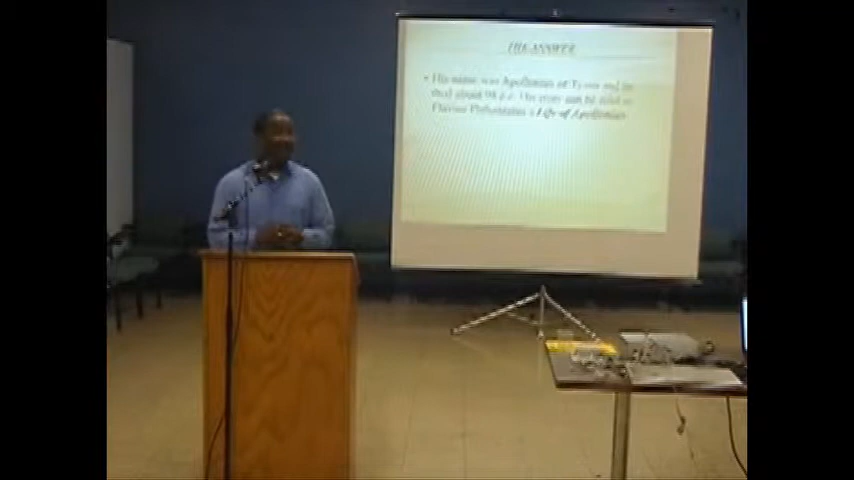 THE ANSWER
• His name was Apollonius of Tyana and he
died about 98 c.e. His story can be read in
Flavius Philostratus's Life of Apollonius